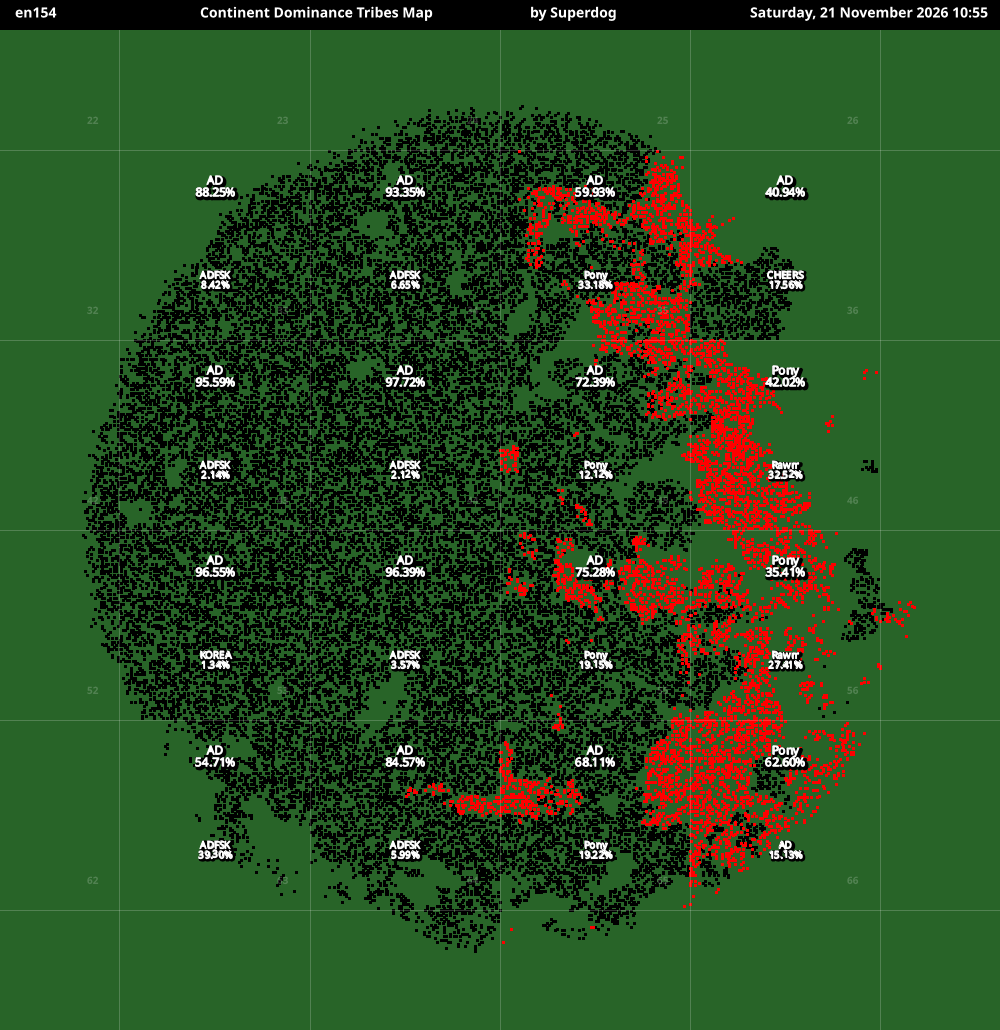 en154 Continent Dominance Tribes Map by Superdog Saturday, 21 November 2026 10:55
22 23 25 26
AD AD AD AD
88.25% 93.35% 59.93% 40.94%
ADFSK ADFSK Pony CHEERS
8.42% 6.65% 33.18% 17.56%
32 35 36
AD AD AD Pony
95.59% 97.72% 72.39% 42.02%
ADFSK ADFSK Pony Rawrr
2.14% 2.12% 12.12% 32.52%
46
AD AD AD Pony
96.55% 96.39% 75.28% 35.41%
KOREA ADFSK Pony Rawrr
1.34% 3.57% 19.15% 27.41%
52 56
AD AD AD Pony
54.71% 84.57% 68.11% 62.60%
ADFSK ADFSK Pony AD
39.30% 5.99% 19.22% 15.13%
62 66